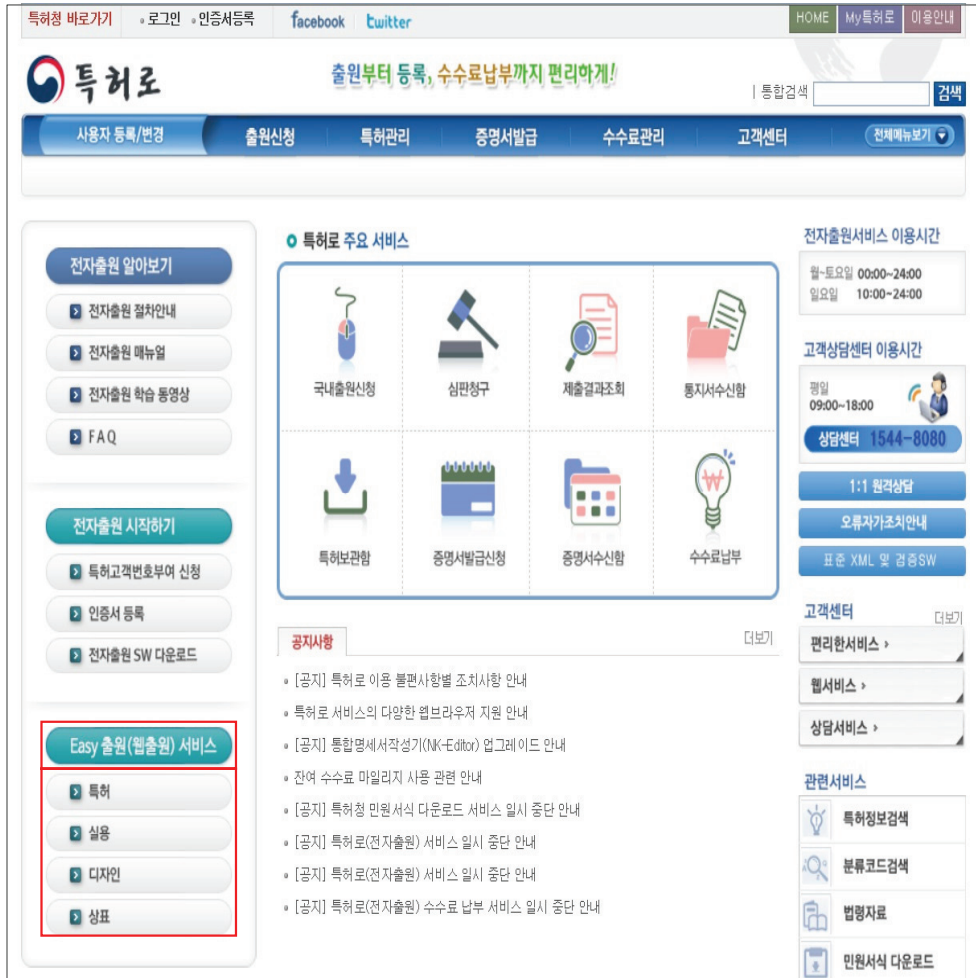 특허청 바로가기 로그인 인증서등록 facebook twitter HOME My특허로 이용안내
특허로
출원부터 등록, 수수료납부까지 편리하게!
통합검색 검색
사용자 등록/변경 출원신청 특허관리 증명서발급 수수료관리 고객센터 전체메뉴보기
전자출원 알아보기
전자출원 절차안내
전자출원 매뉴얼
전자출원 학습 동영상
FAQ
전자출원 시작하기
특허고객번호부여 신청
인증서 등록
전자출원 SW 다운로드
Easy 출원(웹출원) 서비스
특허
실용
디자인
상표
특허로 주요 서비스
국내출원신청 심판청구 제출결과조회 통지서수신함
특허보관함 증명서발급신청 증명서수신함 수수료납부
공지사항 더보기
[공지] 특허로 이용 불편사항별 조치사항 안내
특허로 서비스의 다양한 웹브라우저 지원 안내
[공지] 통합명세서작성기(NK-Editor) 업그레이드 안내
잔여 수수료 마일리지 사용 관련 안내
[공지] 특허청 민원서식 다운로드 서비스 일시 중단 안내
[공지] 특허로(전자출원) 서비스 일시 중단 안내
[공지] 특허로(전자출원) 서비스 일시 중단 안내
[공지] 특허로(전자출원) 수수료 납부 서비스 일시 중단 안내
전자출원서비스 이용시간
월~토요일 00:00~24:00
일요일 10:00~24:00
고객상담센터 이용시간
평일
09:00~18:00
상담센터 1544-8080
1:1 원격상담
오류자가조치안내
표준 XML 및 검증SW
고객센터 더보기
편리한서비스 ›
웹서비스 ›
상담서비스 ›
관련서비스
특허정보검색
분류코드검색
법령자료
민원서식 다운로드